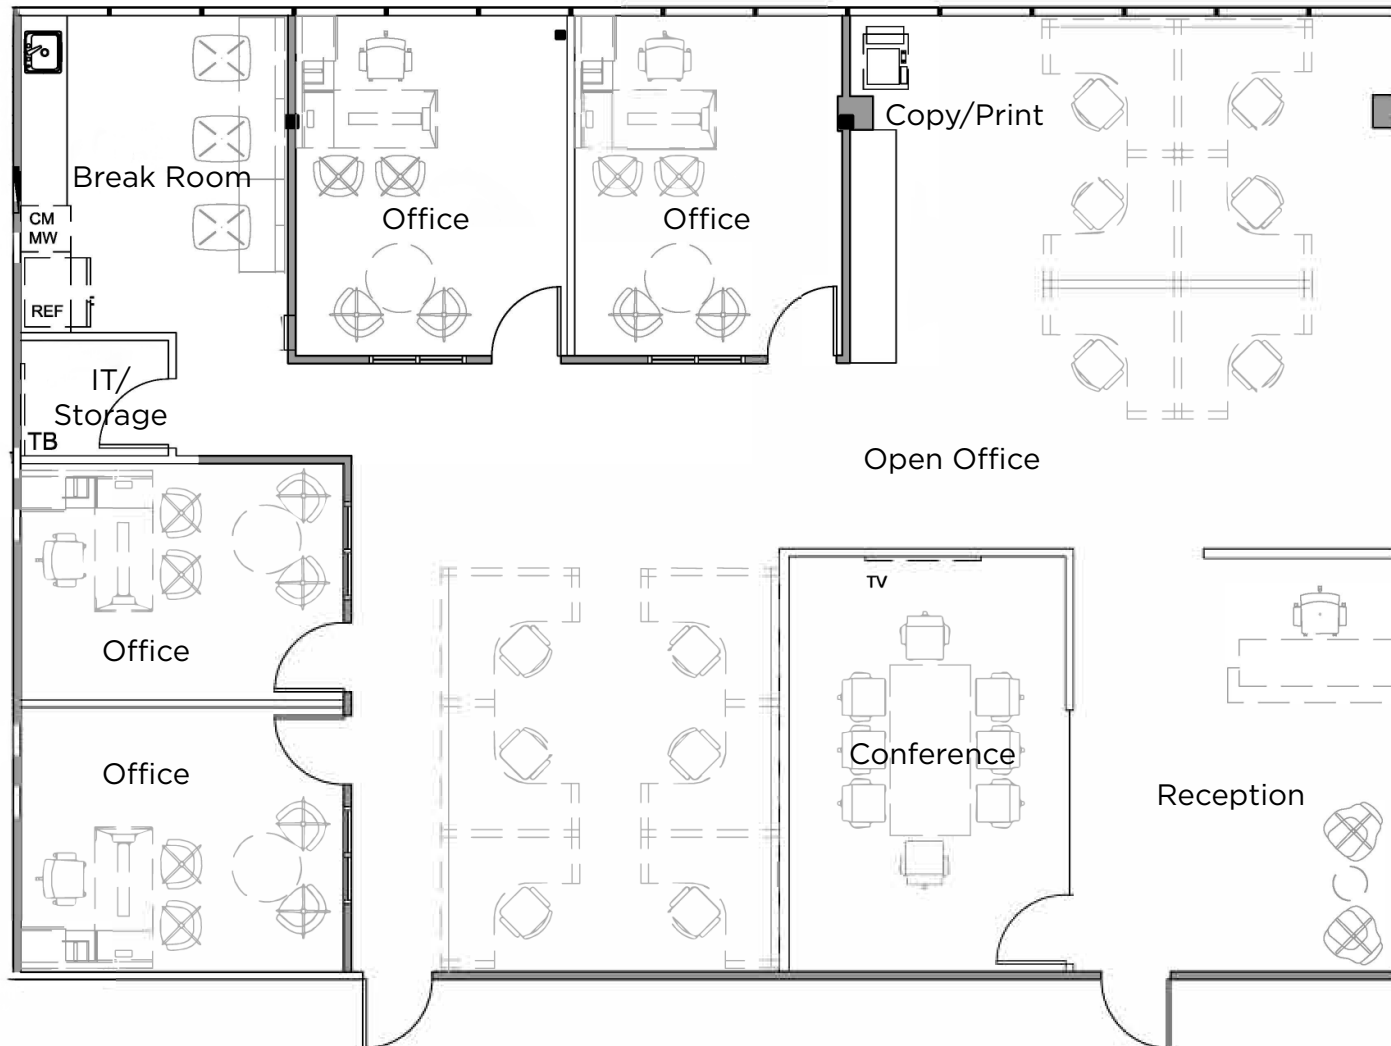 Copy/Print
Break Room
CM
MW
Office
Office
REF
IT/
Storage
TB
Open Office
TV
Office
Office
Conference
Reception